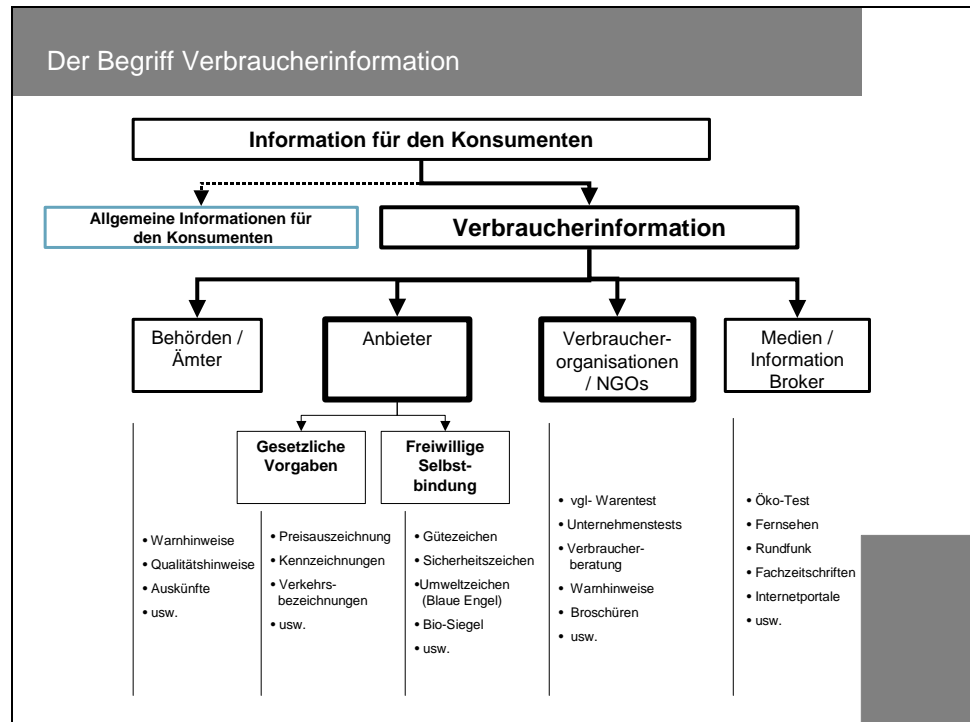 Der Begriff Verbraucherinformation
Information für den Konsumenten
Allgemeine Informationen für
den Konsumenten
Verbraucherinformation
Behörden /
Ämter
Anbieter
Verbraucher-
organisationen
/ NGOs
Medien /
Information
Broker
Gesetzliche
Vorgaben
Freiwillige
Selbst-
bindung
• Warnhinweise
• Qualitätshinweise
• Auskünfte
• usw.
• Preisauszeichnung
• Kennzeichnungen
• Verkehrs-
bezeichnungen
• usw.
• Gütezeichen
• Sicherheitszeichen
•Umweltzeichen
(Blaue Engel)
• Bio-Siegel
• usw.
• vgl- Warentest
• Unternehmenstests
• Verbraucher-
beratung
• Warnhinweise
• Broschüren
• usw.
• Öko-Test
• Fernsehen
• Rundfunk
• Fachzeitschriften
• Internetportale
• usw.